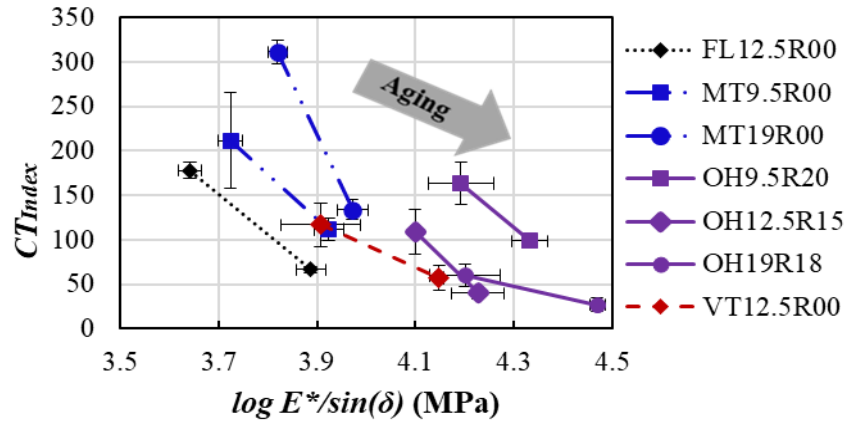 350
300
250
200
150
100
50
0
CTIndex
3.5
3.7
3.9
4.1
4.3
4.5
log E*/sin(δ) (MPa)
Aging
FL12.5R00
MT9.5R00
MT19R00
OH9.5R20
OH12.5R15
OH19R18
VT12.5R00